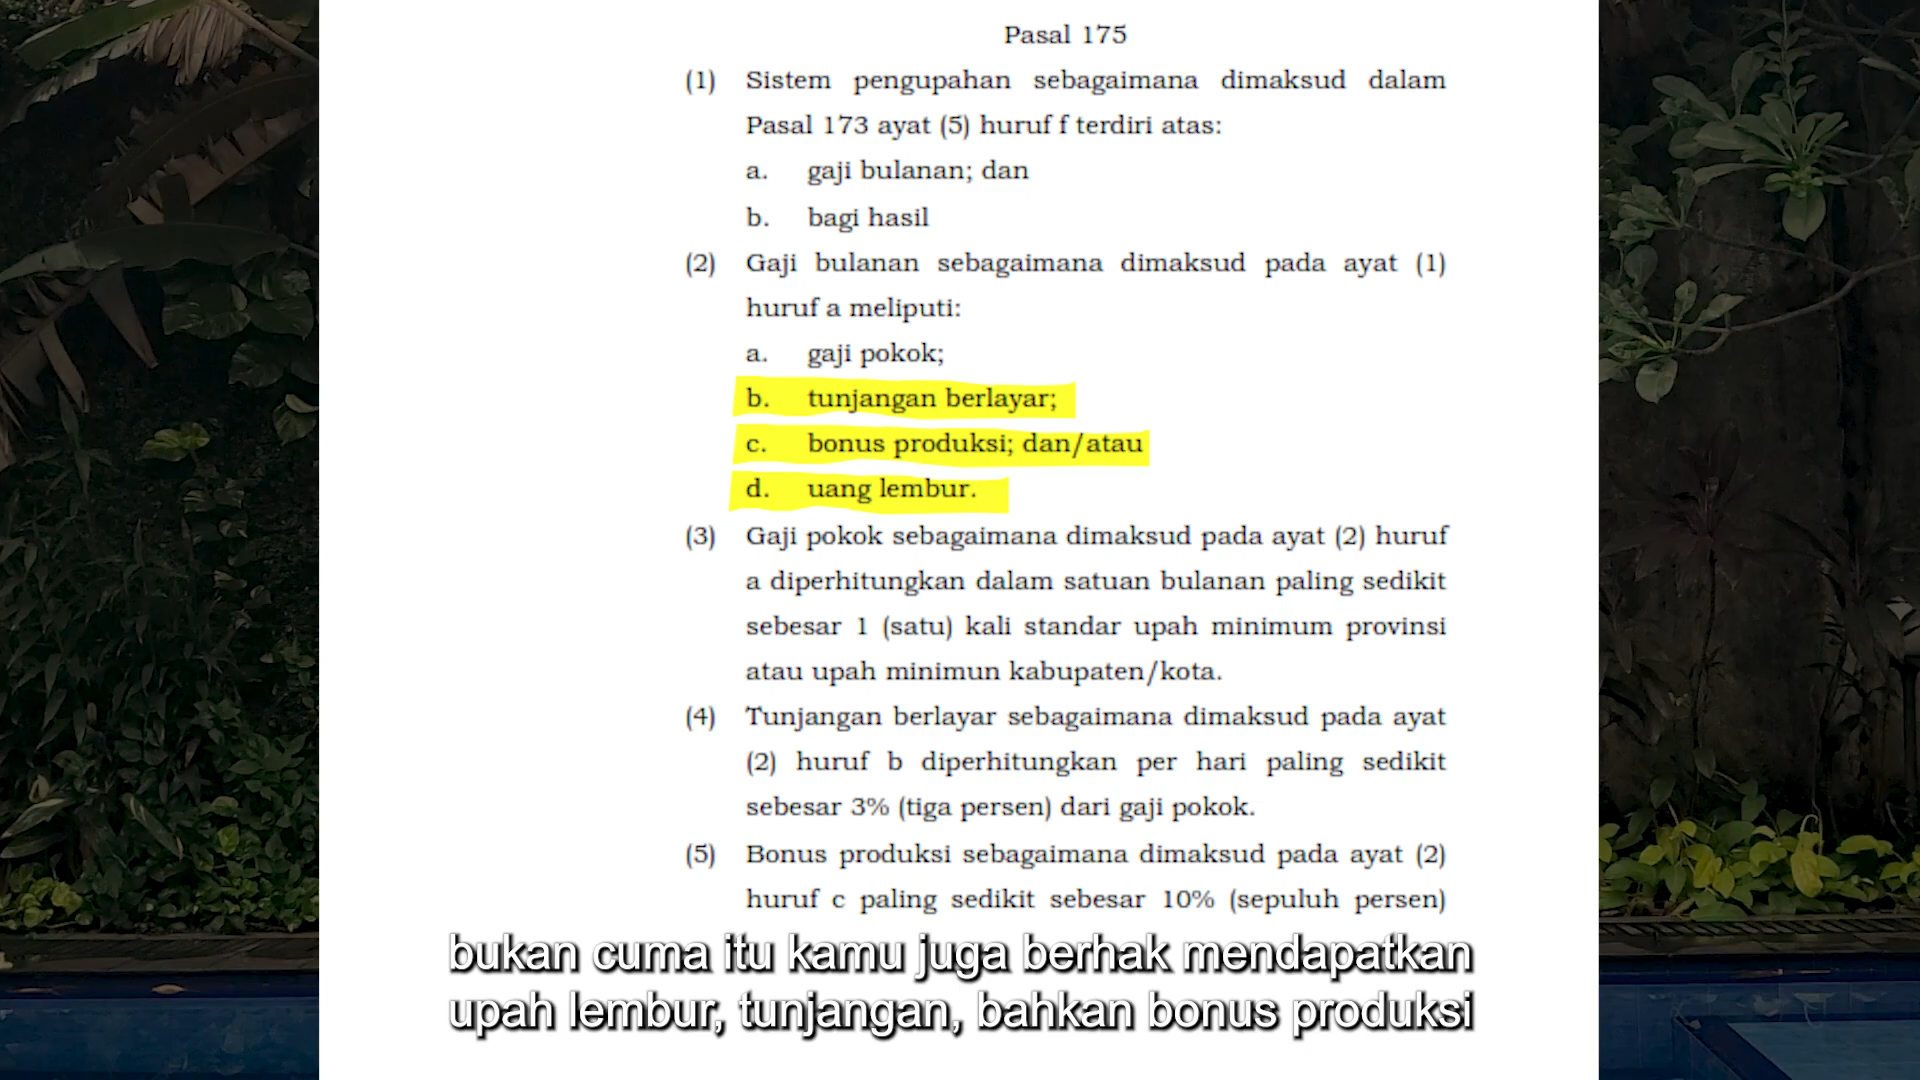 Pasal 175
(1) Sistem pengupahan sebagaimana dimaksud dalam
Pasal 173 ayat (5) huruf f terdiri atas:
a. gaji bulanan; dan
b. bagi hasil
(2) Gaji bulanan sebagaimana dimaksud pada ayat (1)
huruf a meliputi:
a. gaji pokok;
b. tunjangan berlayar;
c. bonus produksi; dan/atau
d. uang lembur.
(3) Gaji pokok sebagaimana dimaksud pada ayat (2) huruf
a diperhitungkan dalam satuan bulanan paling sedikit
sebesar 1 (satu) kali standar upah minimum provinsi
atau upah minimun kabupaten/kota.
(4) Tunjangan berlayar sebagaimana dimaksud pada ayat
(2) huruf b diperhitungkan per hari paling sedikit
sebesar 3% (tiga persen) dari gaji pokok.
(5) Bonus produksi sebagaimana dimaksud pada ayat (2)
huruf c paling sedikit sebesar 10% (sepuluh persen)
bukan cuma itu kamu juga berhak mendapatkan
upah lembur, tunjangan, bahkan bonus produksi